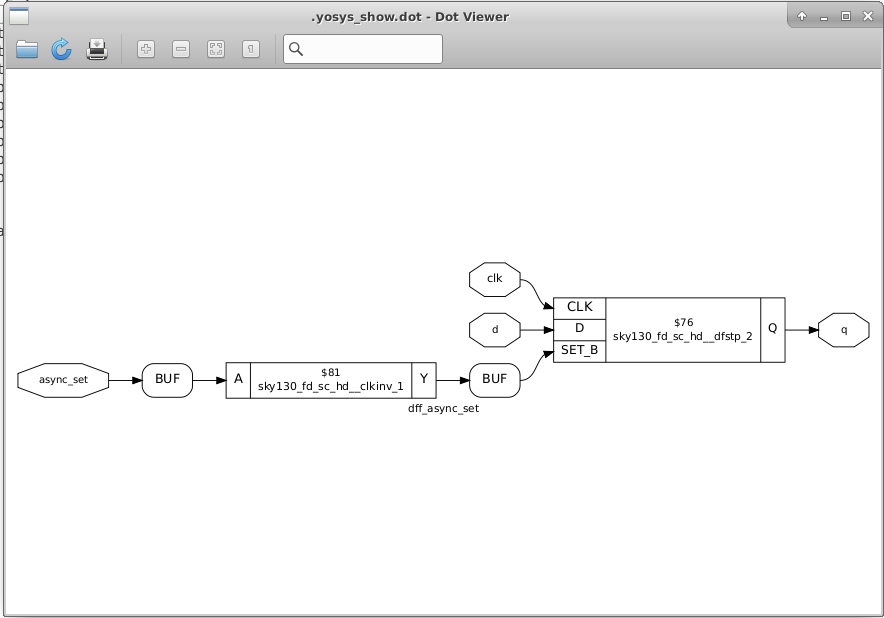 .yosys_show.dot - Dot Viewer
clk
CLK
$76
d
D
sky130_fd_sc_hd__dfstp_2
Q
q
SET_B
async_set
BUF
A
$81
sky130_fd_sc_hd__clkinv_1
Y
BUF
dff_async_set